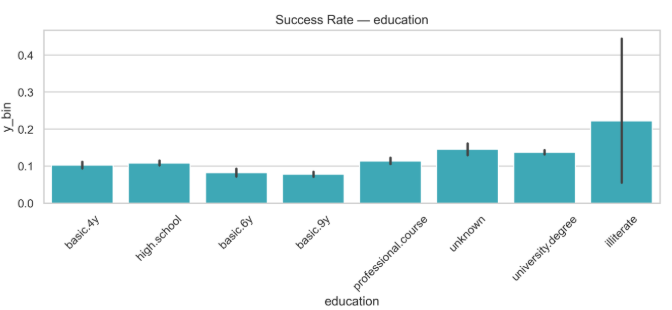 Success Rate — education
y_bin
0.4
0.3
0.2
0.1
0.0
basic.4y
high.school
basic.6y
basic.9y
professional.course
unknown
university.degree
illiterate
education